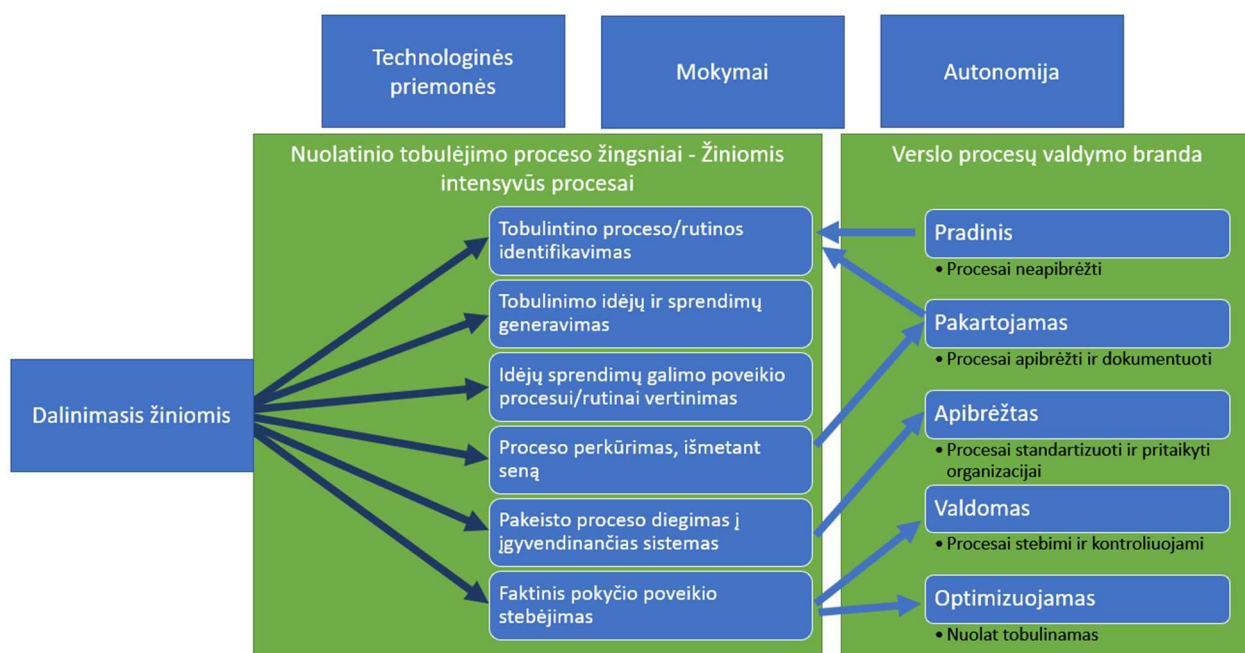 Technologinės
priemonės
Mokymai
Autonomija
Nuolatinio tobulėjimo proceso žingsniai - Žiniomis
intensyvūs procesai
Verslo procesų valdymo branda
Dalinimasis žiniomis
Tobulintino proceso/rutinos
identifikavimas
Tobulinimo idėjų ir sprendimų
generavimas
Idėjų sprendimų galimo poveikio
procesui/rutinai vertinimas
Proceso perkūrimas, išmetant
seną
Pakeisto proceso diegimas į
įgyvendinančias sistemas
Faktinis pokyčio poveikio
stebėjimas
Pradinis
• Procesai neapibrėžti
Pakartojamas
• Procesai apibrėžti ir dokumentuoti
Apibrėžtas
• Procesai standartizuoti ir pritaikyti
organizacijai
Valdomas
• Procesai stebimi ir kontroliuojami
Optimizuojamas
• Nuolat tobulinamas